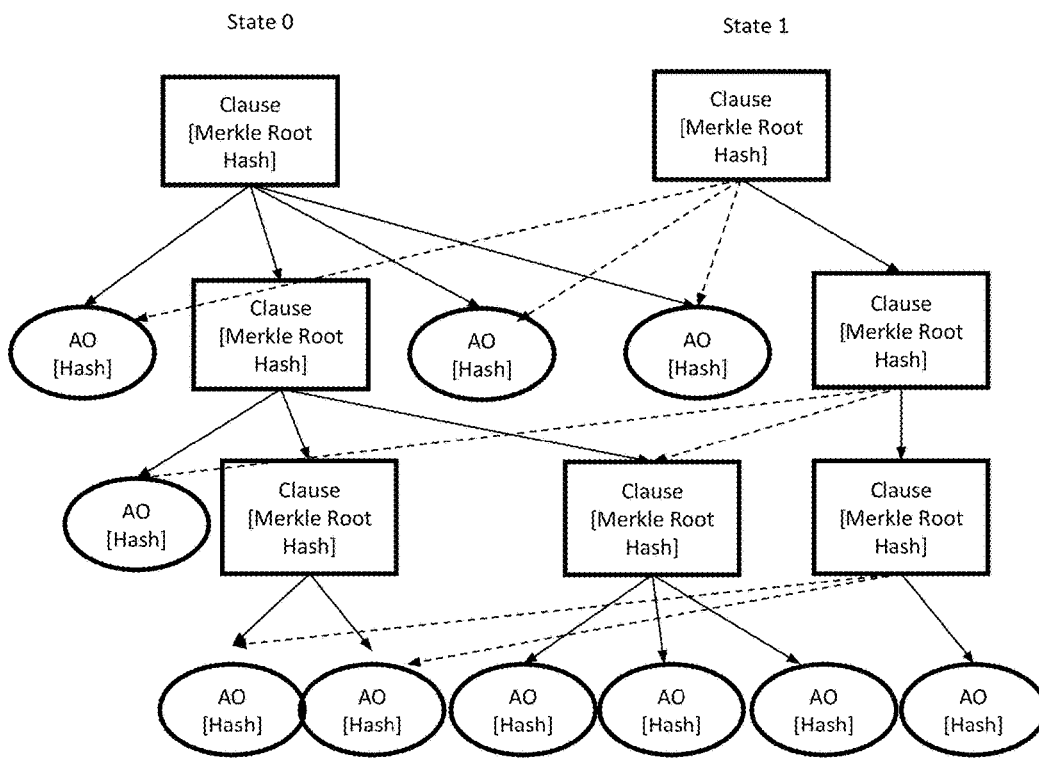 State 0
State 1
Clause
[Merkle Root
Hash]
Clause
[Merkle Root
Hash]
AO
[Hash]
Clause
[Merkle Root
Hash]
AO
[Hash]
AO
[Hash]
Clause
[Merkle Root
Hash]
AO
[Hash]
Clause
[Merkle Root
Hash]
Clause
[Merkle Root
Hash]
Clause
[Merkle Root
Hash]
AO
[Hash]
AO
[Hash]
AO
[Hash]
AO
[Hash]
AO
[Hash]
AO
[Hash]